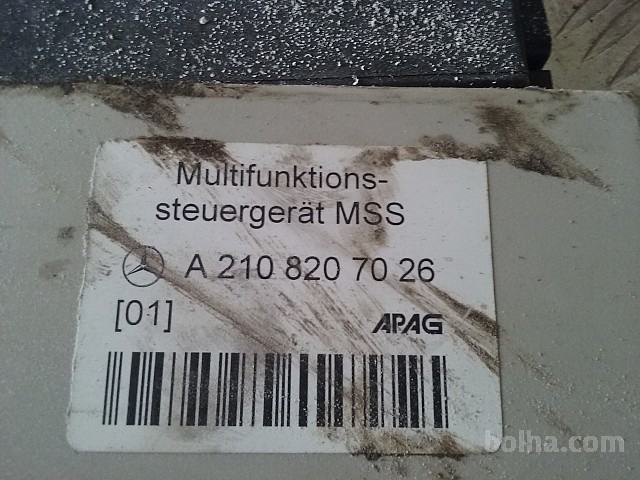 Multifunktions-
steuergerät MSS
A 210 820 70 26
[01]
APAG
bolha.com